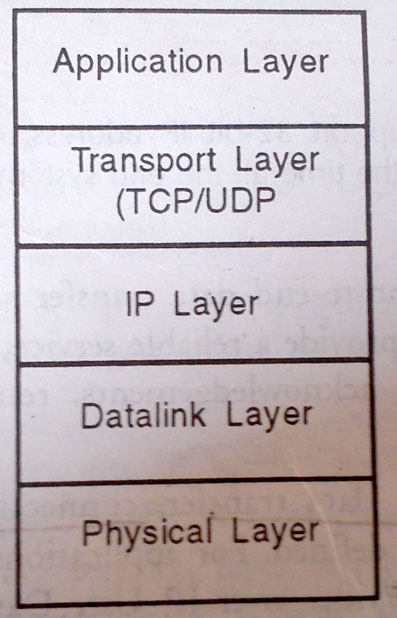 Application Layer
Transport Layer
(TCP/UDP
IP Layer
Datalink Layer
Physical Layer